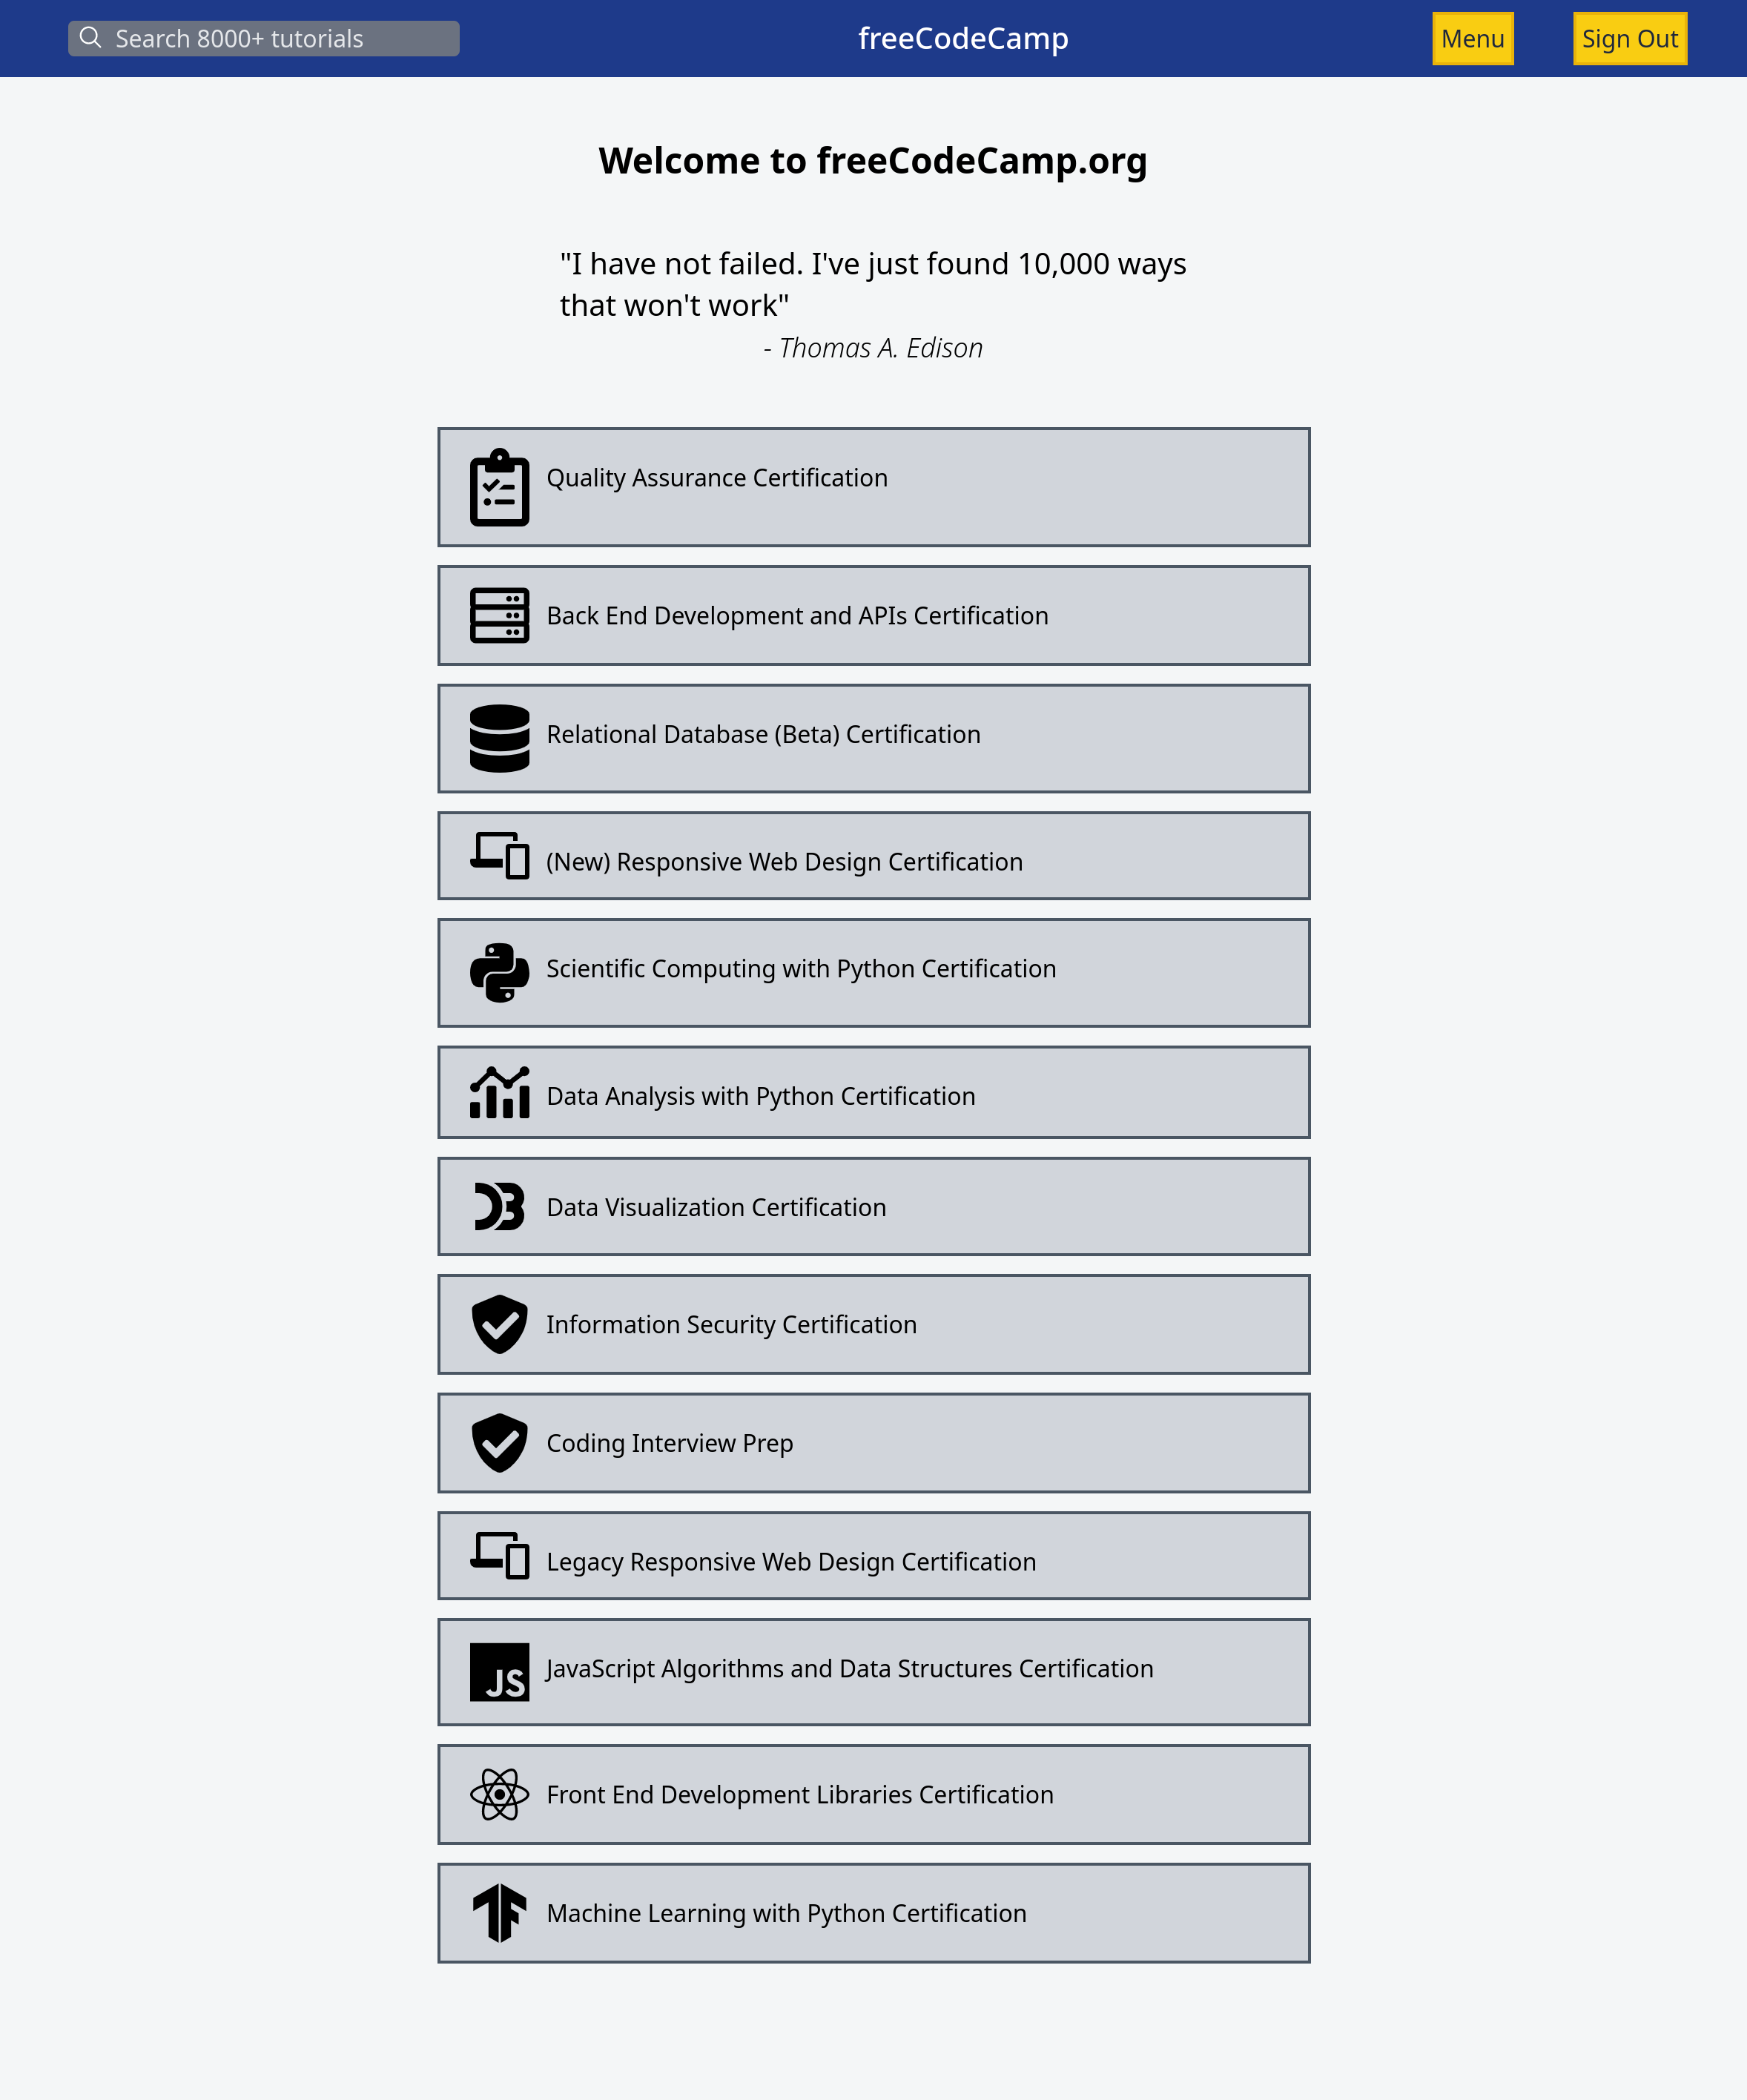 Search 8000+ tutorials
freeCodeCamp
Menu
Sign Out
Welcome to freeCodeCamp.org
"I have not failed. I've just found 10,000 ways
that won't work"
- Thomas A. Edison
Quality Assurance Certification
Back End Development and APIs Certification
Relational Database (Beta) Certification
(New) Responsive Web Design Certification
Scientific Computing with Python Certification
Data Analysis with Python Certification
Data Visualization Certification
Information Security Certification
Coding Interview Prep
Legacy Responsive Web Design Certification
JS
JavaScript Algorithms and Data Structures Certification
Front End Development Libraries Certification
Machine Learning with Python Certification